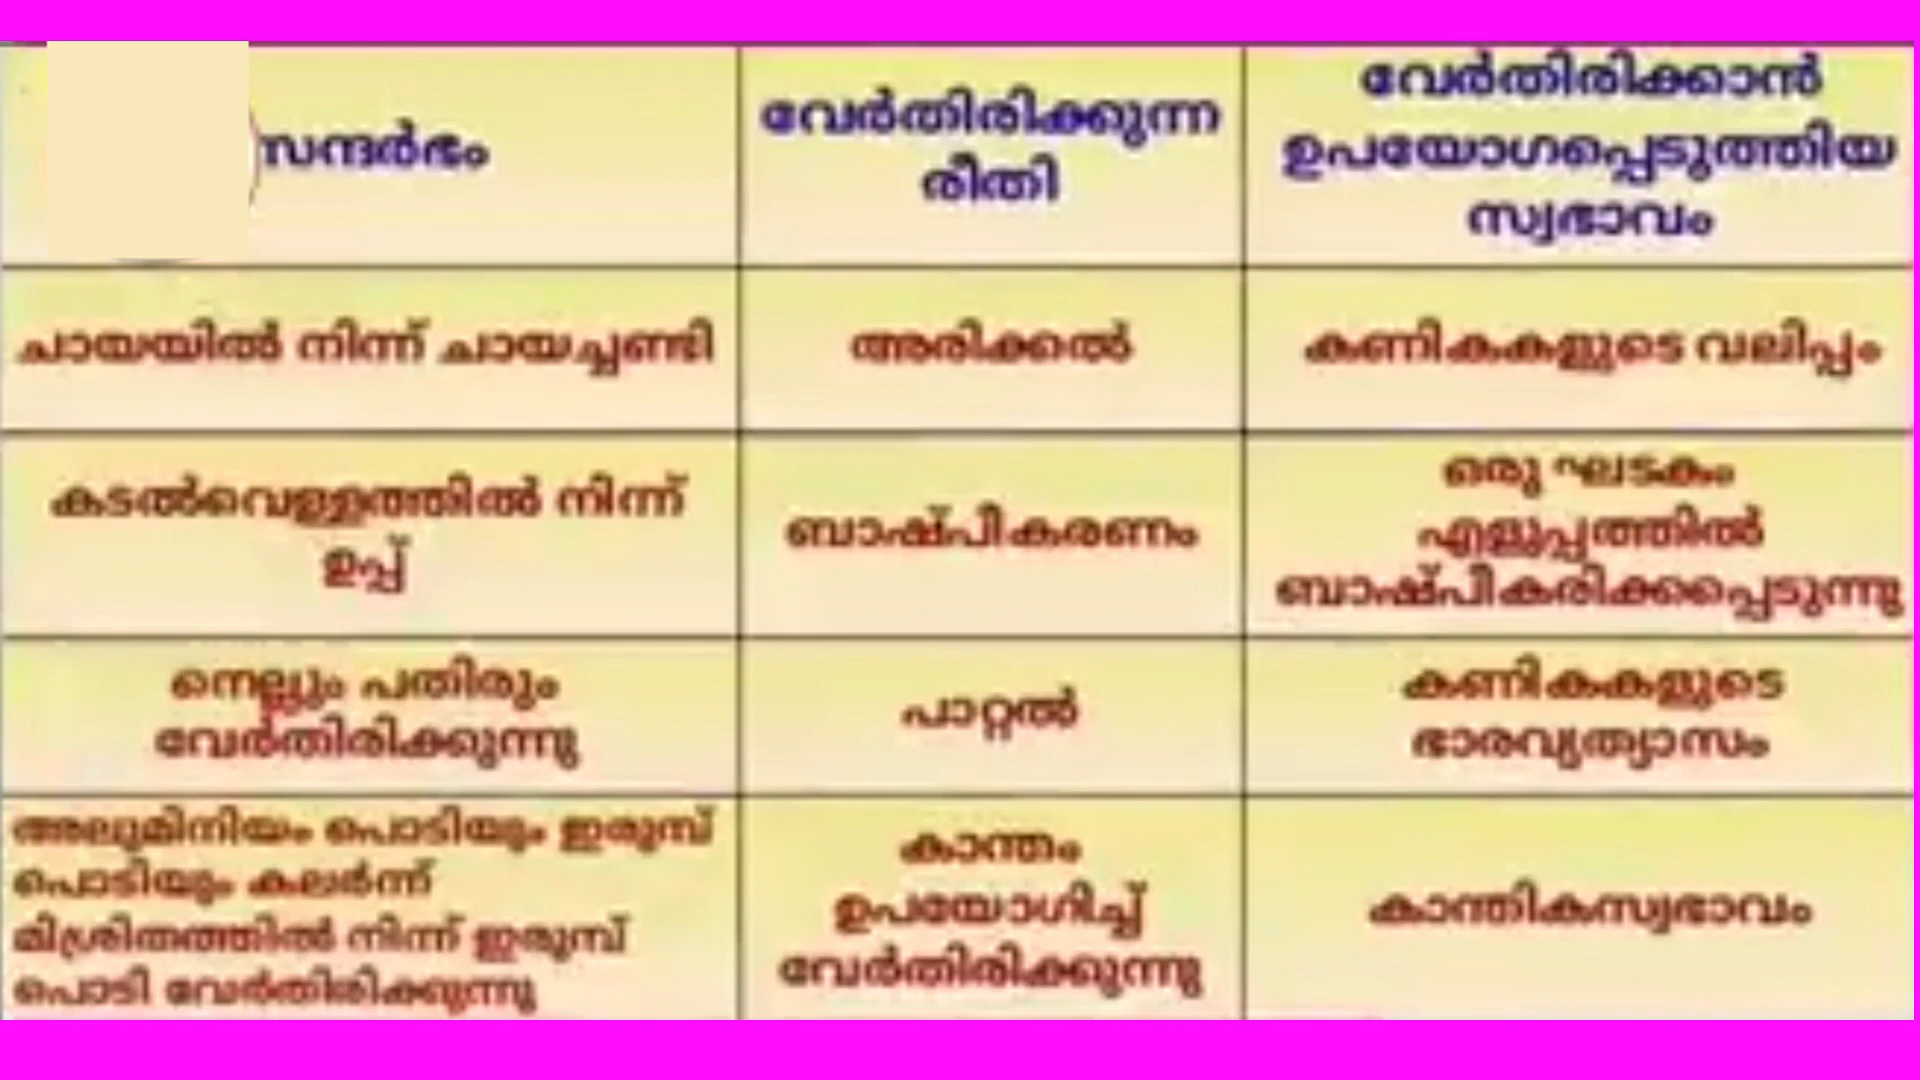 സന്ദർഭം
വേർതിരിക്കുന്ന
രീതി
വേർതിരിക്കാൻ
ഉപയോഗപ്പെടുത്തിയ
സ്വഭാവം
ചായയിൽ നിന്ന് ചായച്ചണ്ടി
അരിക്കൽ
കണികകളുടെ വലിപ്പം
കടൽവെള്ളത്തിൽ നിന്ന്
ഉപ്പ്
ബാഷ്പീകരണം
ഒരു ഘടകം
എളുപ്പത്തിൽ
ബാഷ്പീകരിക്കപ്പെടുന്നു
നെല്ലും പതിരും
വേർതിരിക്കുന്നു
പാറ്റൽ
കണികകളുടെ
ഭാരവ്യത്യാസം
അലുമിനിയം പൊടിയും ഇരുമ്പ്
പൊടിയും കലർന്ന്
മിശ്രിതത്തിൽ നിന്ന് ഇരുമ്പ്
പൊടി വേർതിരിക്കുന്നു
കാന്തം
ഉപയോഗിച്ച്
വേർതിരിക്കുന്നു
കാന്തികസ്വഭാവം